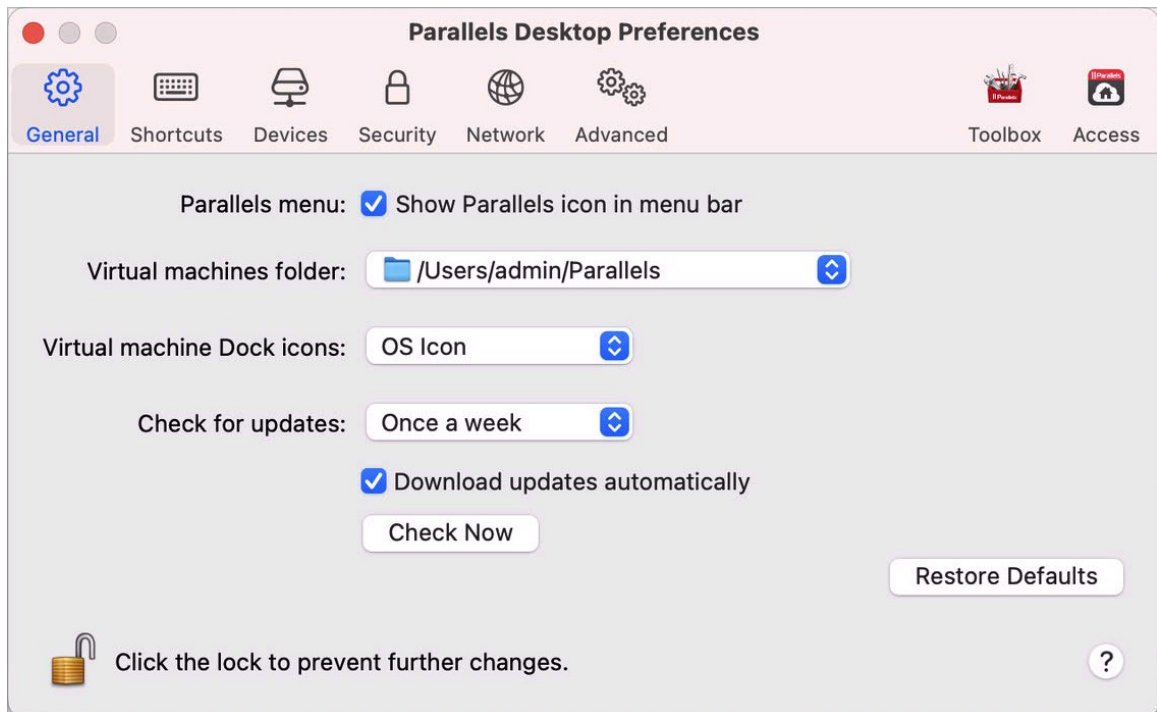 Parallels Desktop Preferences
General Shortcuts Devices Security Network Advanced Toolbox Access
Parallels menu: Show Parallels icon in menu bar
Virtual machines folder: /Users/admin/Parallels
Virtual machine Dock icons: OS Icon
Check for updates: Once a week
Download updates automatically
Check Now
Restore Defaults
Click the lock to prevent further changes. ?